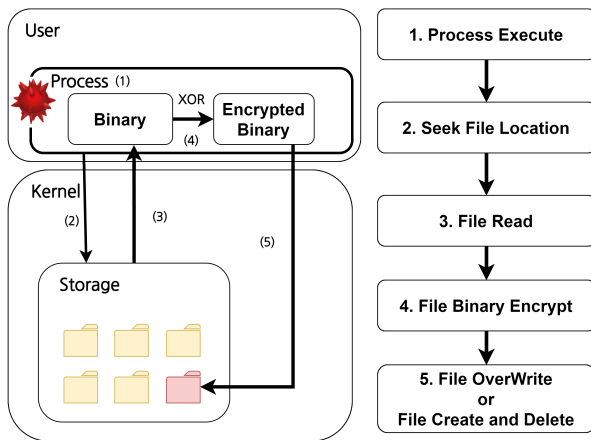 User
Process (1)
XOR
Binary
Encrypted
Binary
(4)
Kernel
(2)
(3)
(5)
Storage
1. Process Execute
2. Seek File Location
3. File Read
4. File Binary Encrypt
5. File OverWrite
or
File Create and Delete